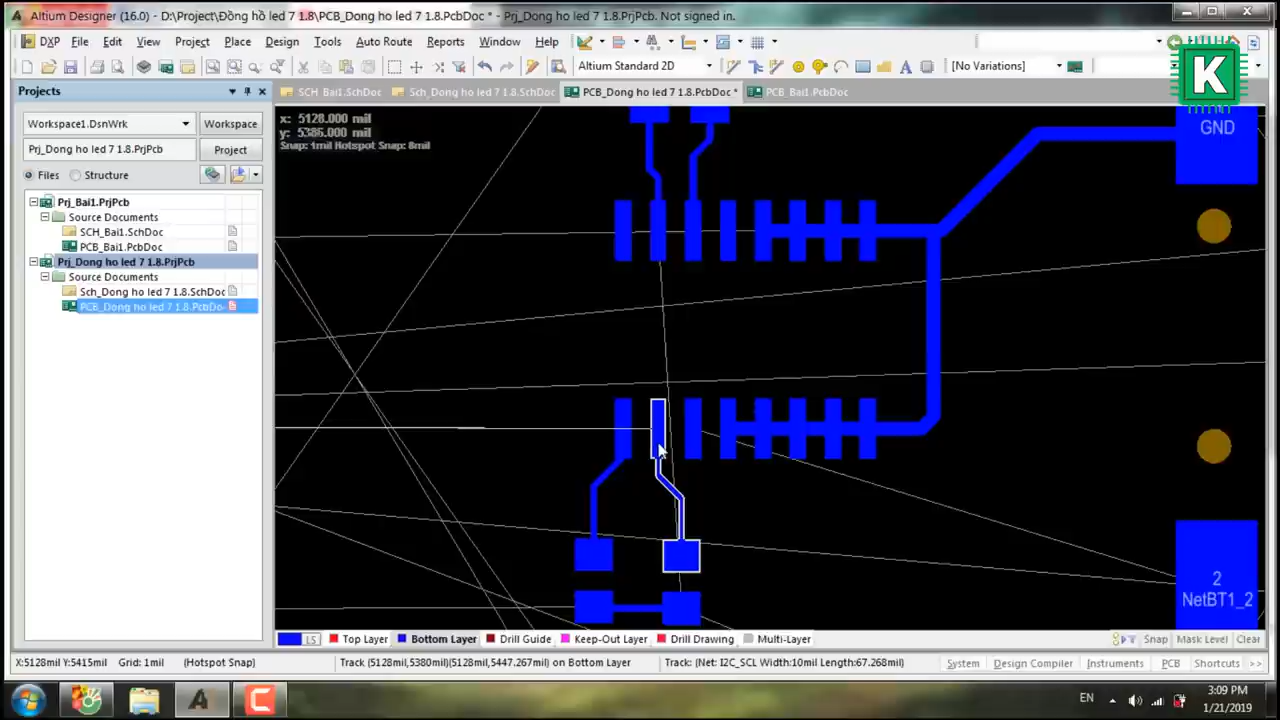 Altium Designer (16.0) - D:\Project\Đồng hồ led 7 1.8\PCB_Dong ho led 7 1.8.PcbDoc * - Prj_Dong ho led 7 1.8.PrjPcb. Not signed in.
DXP File Edit View Project Place Design Tools Auto Route Reports Window Help
Altium Standard 2D [No Variations]
K
Projects
SCH_Bai1.SchDoc Sch_Dong ho led 7 1.8.SchDoc PCB_Dong ho led 7 1.8.PcbDoc * PCB_Bai1.PcbDoc
Workspace1.DsnWrk Workspace
Prj_Dong ho led 7 1.8.PrjPcb Project
Files Structure
Prj_Bai1.PrjPcb
Source Documents
SCH_Bai1.SchDoc
PCB_Bai1.PcbDoc
Prj_Dong ho led 7 1.8.PrjPcb
Source Documents
Sch_Dong ho led 7 1.8.SchDoc
PCB_Dong ho led 7 1.8.PcbDo
x: 5128.000 mil
y: 5386.000 mil
Snap: 1mil Hotspot Snap: 8mil
GND
2
NetBT1_2
LS Top Layer Bottom Layer Drill Guide Keep-Out Layer Drill Drawing Multi-Layer Snap Mask Level Clear
X:5128mil Y:5415mil Grid: 1mil (Hotspot Snap) Track (5128mil,5380mil)(5128mil,5447.267mil) on Bottom Layer Track: (Net: I2C_SCL Width:10mil Length:67.268mil) System Design Compiler Instruments PCB Shortcuts >>
EN 3:09 PM
1/21/2019